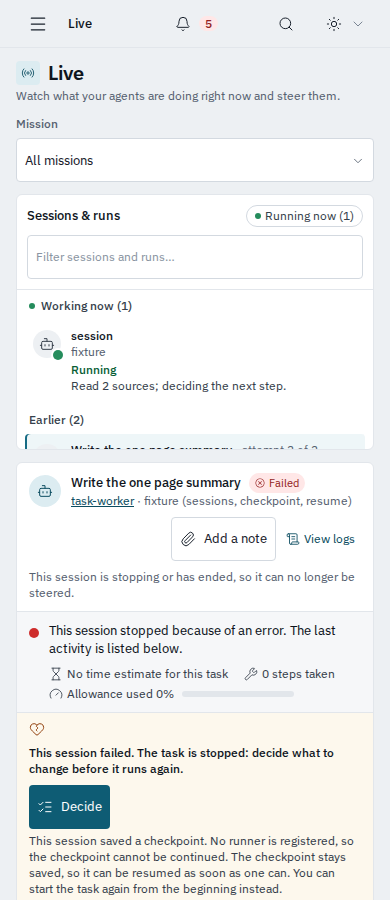 Live
5
Live
Watch what your agents are doing right now and steer them.
Mission
All missions
Sessions & runs
Running now (1)
Filter sessions and runs...
Working now (1)
session
fixture
Running
Read 2 sources; deciding the next step.
Earlier (2)
Write the one page summary
Failed
task-worker · fixture (sessions, checkpoint, resume)
Add a note
View logs
This session is stopping or has ended, so it can no longer be
steered.
This session stopped because of an error. The last
activity is listed below.
No time estimate for this task
0 steps taken
Allowance used 0%
This session failed. The task is stopped: decide what to
change before it runs again.
Decide
This session saved a checkpoint. No runner is registered, so
the checkpoint cannot be continued. The checkpoint stays
saved, so it can be resumed as soon as one can. You can
start the task again from the beginning instead.